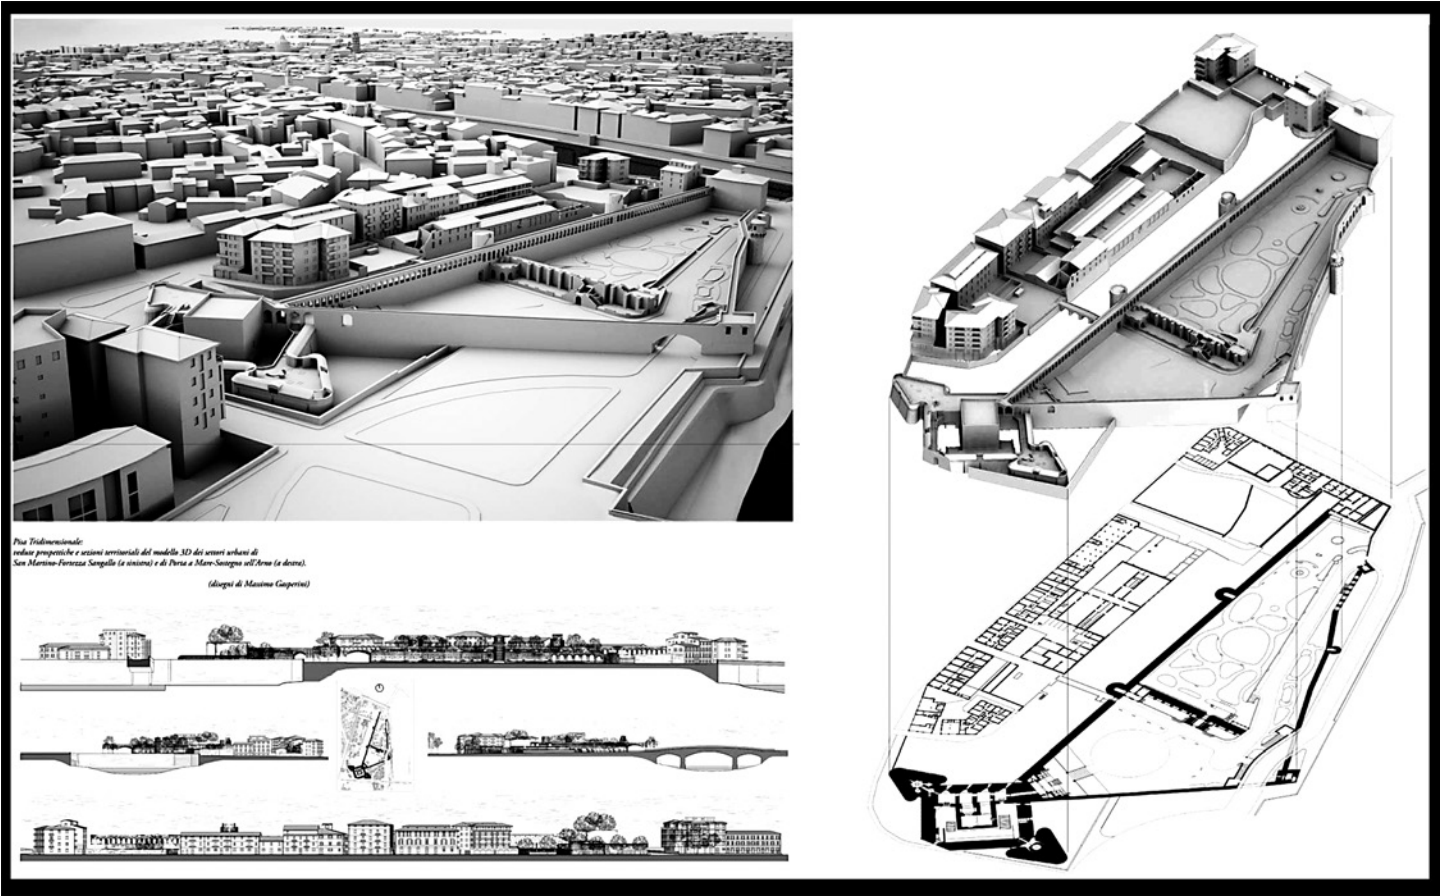 Pisa Tridimensionale:
vedute prospettiche e sezioni territoriali del modello 3D dei settori urbani di
San Martino-Fortezza Sangallo (a sinistra) e di Porta a Mare-Sostegno sell'Arno (a destra).
(disegni di Massimo Gasperini)